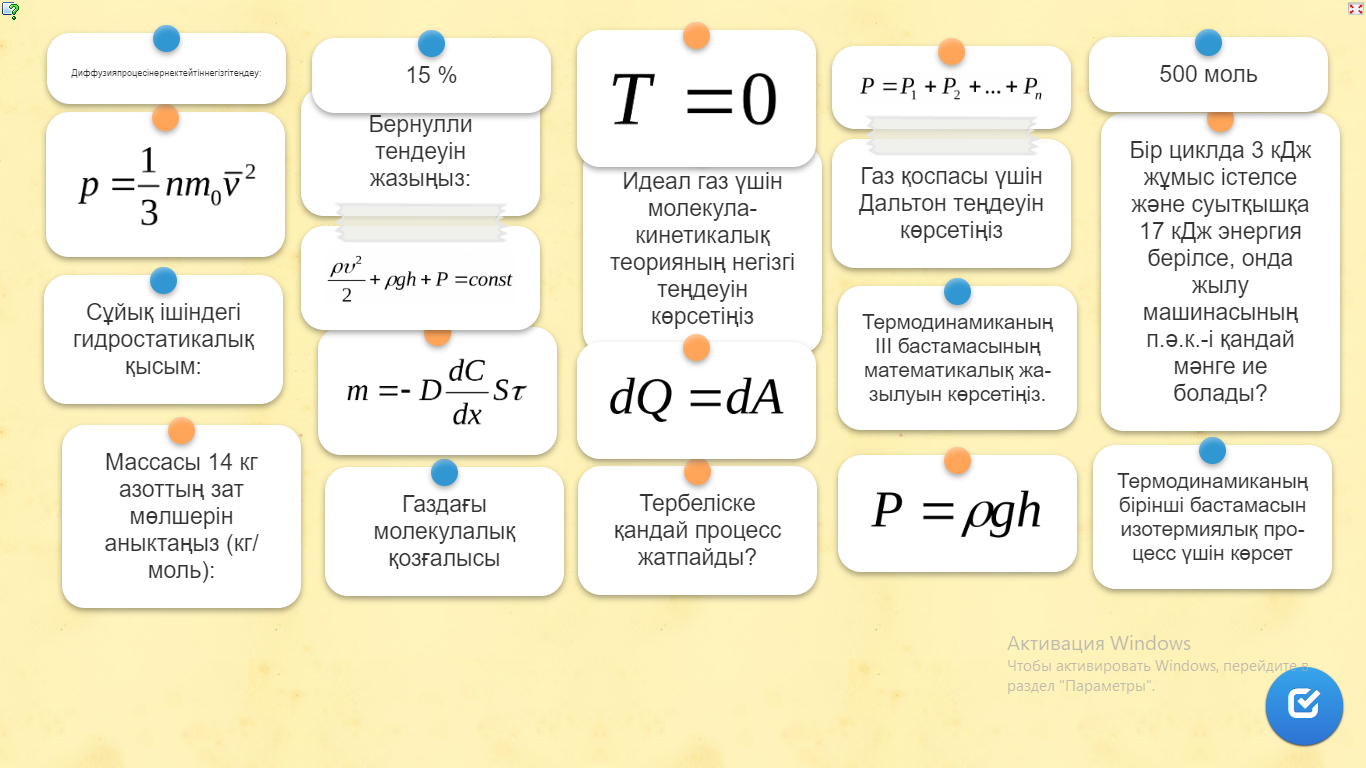 Диффузияпроцесінөрнектейтіннегізгітеңдеу:
p = 1/3 nm₀v̄²
Сұйық ішіндегі
гидростатикалық
қысым:
Массасы 14 кг
азоттың зат
мөлшерін
аныктаңыз (кг/
моль):
15 %
Бернулли
тендеуін
жазыңыз:
ρυ²/2 + ρgh + P = const
m = - D dC/dx Sτ
Газдағы
молекулалық
қозғалысы
T = 0
Идеал газ үшін
молекула-
кинетикалық
теорияның негізгі
теңдеуін
көрсетіңіз
dQ = dA
Тербеліске
қандай процесс
жатпайды?
P = P₁ + P₂ + ... + Pₙ
Газ қоспасы үшін
Дальтон теңдеуін
көрсетіңіз
Термодинамиканың
III бастамасының
математикалық жа-
зылуын көрсетіңіз.
P = ρgh
500 моль
Бір циклда 3 кДж
жұмыс істелсе
және суытқышқа
17 кДж энергия
берілсе, онда
жылу
машинасының
п.ә.к.-і қандай
мәнге ие
болады?
Термодинамиканың
бірінші бастамасын
изотермиялық про-
цесс үшін көрсет
Активация Windows
Чтобы активировать Windows, перейдите в
раздел "Параметры".